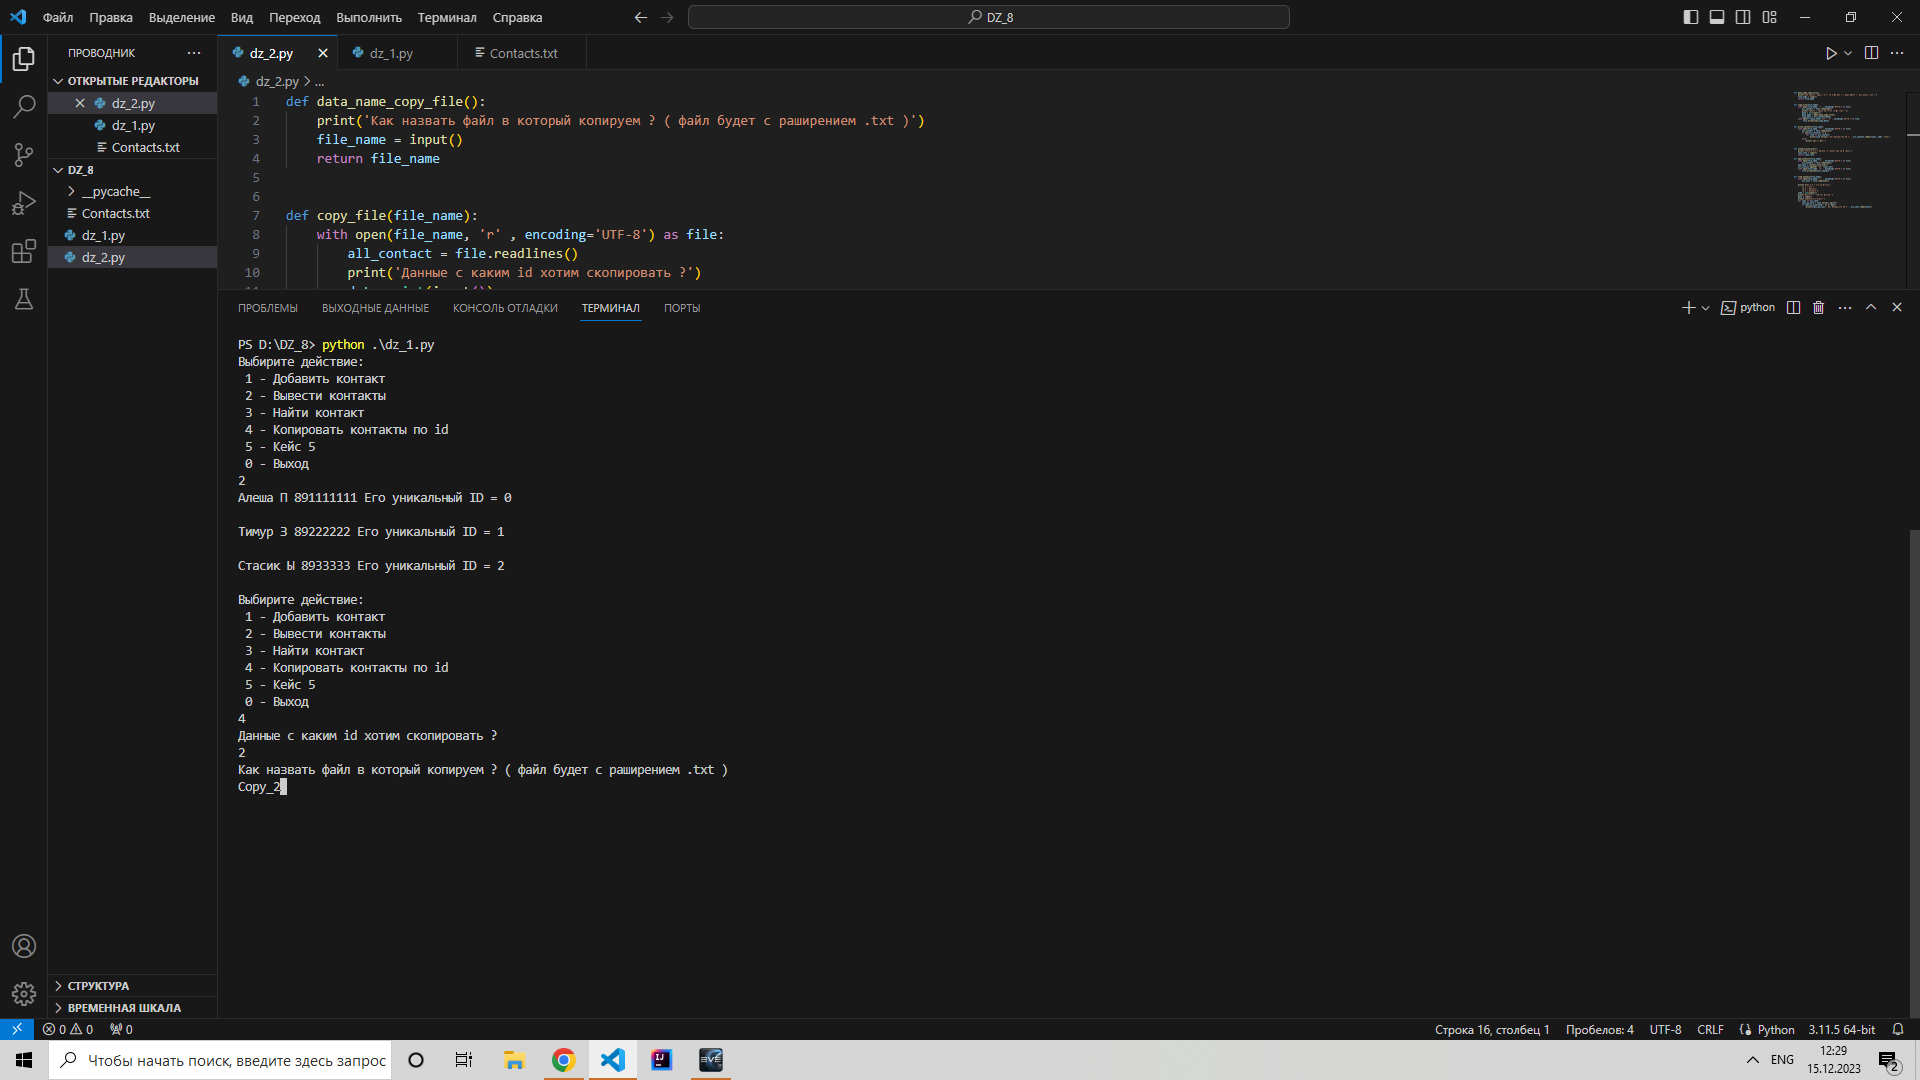 Файл Правка Выделение Вид Переход Выполнить Терминал Справка
DZ_8
ПРОВОДНИК
ОТКРЫТЫЕ РЕДАКТОРЫ
dz_2.py
dz_1.py
Contacts.txt
DZ_8
__pycache__
Contacts.txt
dz_1.py
dz_2.py
СТРУКТУРА
ВРЕМЕННАЯ ШКАЛА
dz_2.py dz_1.py Contacts.txt
dz_2.py > ...
1 def data_name_copy_file():
2 print('Как назвать файл в который копируем ? ( файл будет с раширением .txt )')
3 file_name = input()
4 return file_name
5
6
7 def copy_file(file_name):
8 with open(file_name, 'r' , encoding='UTF-8') as file:
9 all_contact = file.readlines()
10 print('Данные с каким id хотим скопировать ?')
ПРОБЛЕМЫ ВЫХОДНЫЕ ДАННЫЕ КОНСОЛЬ ОТЛАДКИ ТЕРМИНАЛ ПОРТЫ
python
PS D:\DZ_8> python .\dz_1.py
Выбирите действие:
1 - Добавить контакт
2 - Вывести контакты
3 - Найти контакт
4 - Копировать контакты по id
5 - Кейс 5
0 - Выход
2
Алеша П 891111111 Его уникальный ID = 0
Тимур З 89222222 Его уникальный ID = 1
Стасик Ы 8933333 Его уникальный ID = 2
Выбирите действие:
1 - Добавить контакт
2 - Вывести контакты
3 - Найти контакт
4 - Копировать контакты по id
5 - Кейс 5
0 - Выход
4
Данные с каким id хотим скопировать ?
2
Как назвать файл в который копируем ? ( файл будет с раширением .txt )
Copy_2
0 0 0
Строка 16, столбец 1 Пробелов: 4 UTF-8 CRLF Python 3.11.5 64-bit
Чтобы начать поиск, введите здесь запрос
IJ
EVE
ENG
12:29
15.12.2023
2